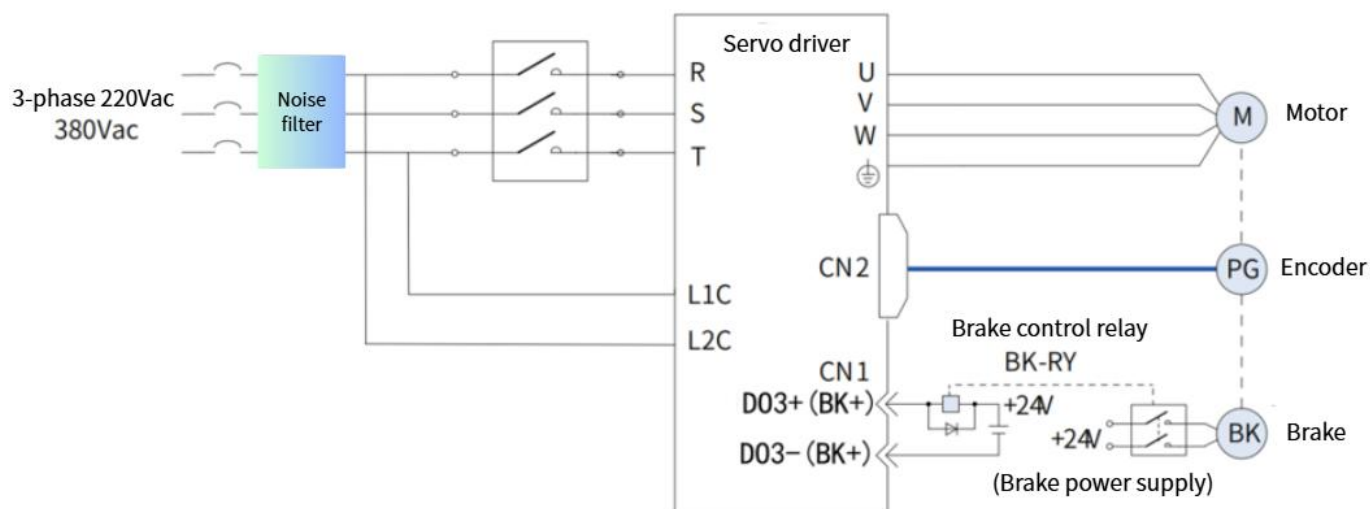 3-phase 220Vac
380Vac
Noise
filter
Servo driver
R
S
T
L1C
L2C
U
V
W
CN2
CN1
DO3+(BK+)
DO3-(BK+)
M
Motor
PG
Encoder
Brake control relay
BK-RY
+24V
+24V
BK
Brake
(Brake power supply)